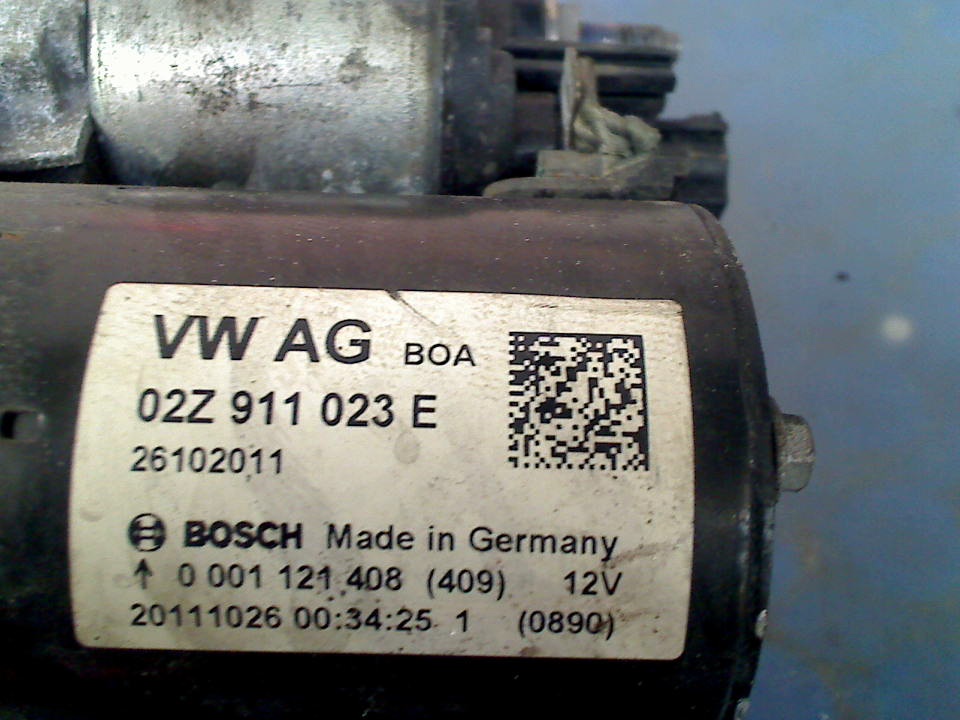 VW AG BOA
02Z 911 023 E
26102011
BOSCH Made in Germany
↑ 0 001 121 408 (409) 12V
20111026 00:34:25 1 (0890)